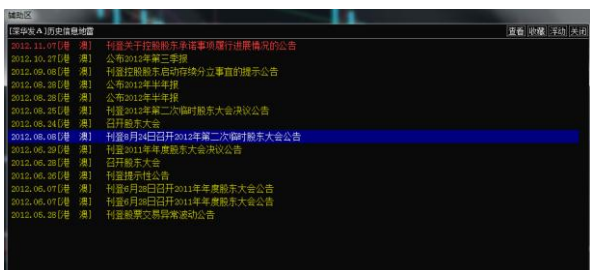 辅助区
[深华发A]历史信息地雷
查看 收藏 浮动 关闭
2012.11.07[港 澳] 刊登关于控股股东承诺事项履行进展情况的公告
2012.10.27[港 澳] 公布2012年第三季报
2012.09.08[港 澳] 刊登控股股东启动存续分立事宜的提示公告
2012.08.28[港 澳] 公布2012年半年报
2012.08.28[港 澳] 公布2012年半年报
2012.08.25[港 澳] 刊登2012年第二次临时股东大会决议公告
2012.08.24[港 澳] 召开股东大会
2012.08.08[港 澳] 刊登8月24日召开2012年第二次临时股东大会公告
2012.06.29[港 澳] 刊登2011年年度股东大会决议公告
2012.06.28[港 澳] 召开股东大会
2012.06.26[港 澳] 刊登提示性公告
2012.06.07[港 澳] 刊登6月28日召开2011年年度股东大会公告
2012.06.07[港 澳] 刊登6月28日召开2011年年度股东大会公告
2012.05.28[港 澳] 刊登股票交易异常波动公告